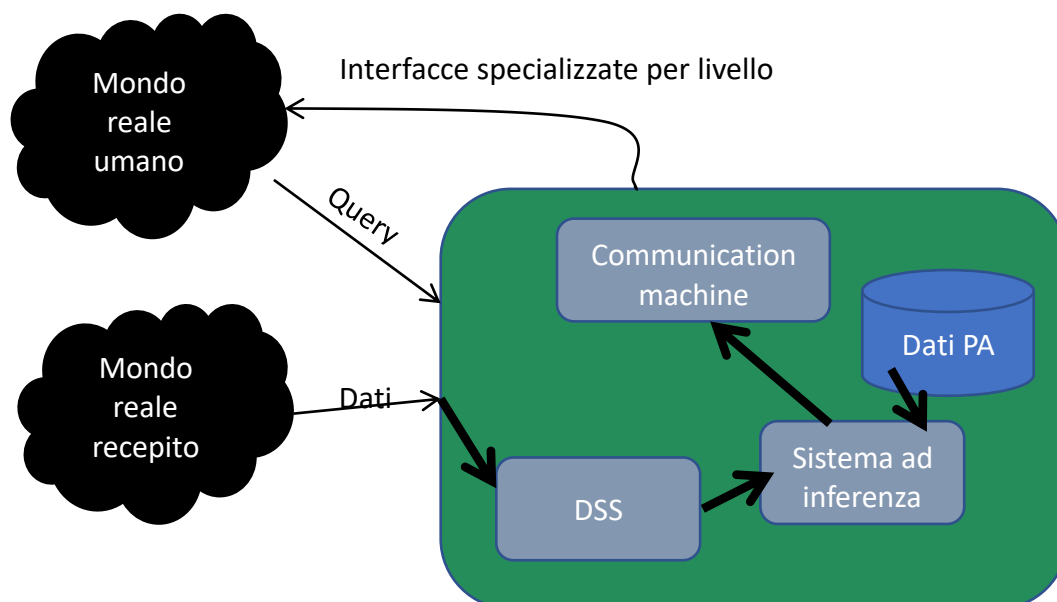 Mondo
reale
umano
Interfacce specializzate per livello
Query
Communication
machine
Dati PA
Mondo
reale
recepito
Dati
DSS
Sistema ad
inferenza